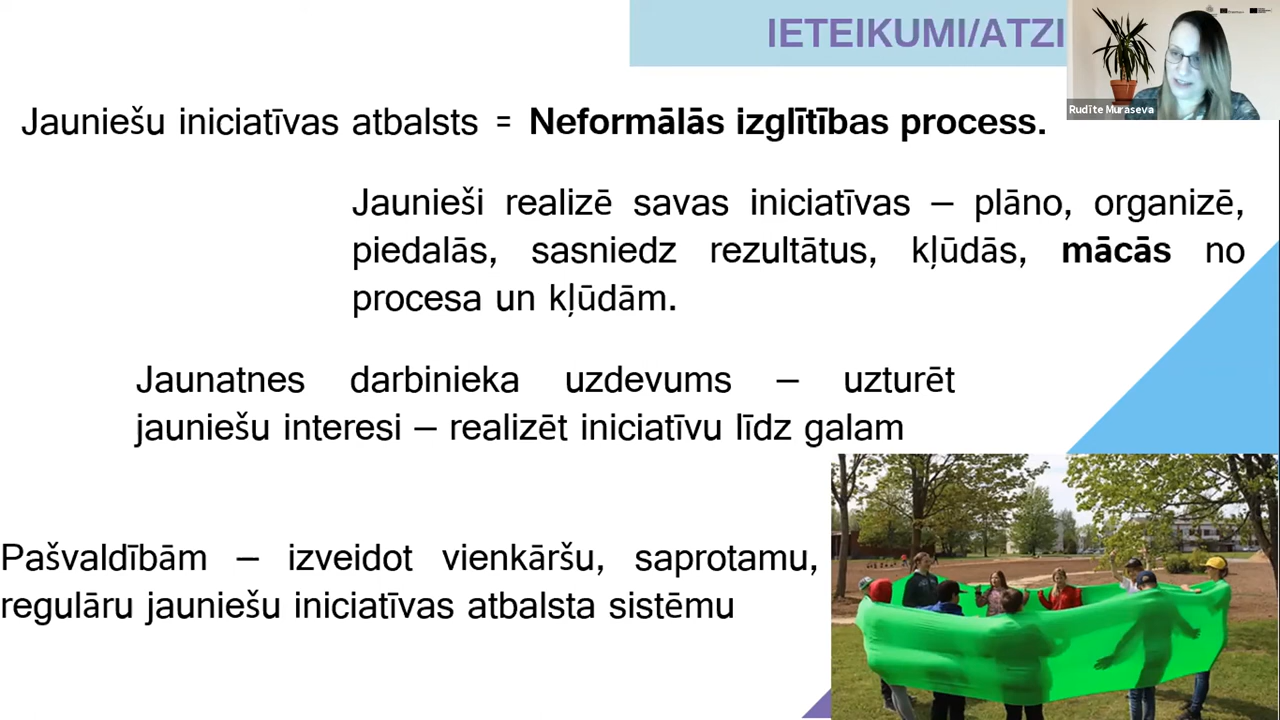 IETEIKUMI/ATZI
Rudīte Muraseva
Jauniešu iniciatīvas atbalsts = Neformālās izglītības process.
Jaunieši realizē savas iniciatīvas – plāno, organizē,
piedalās, sasniedz rezultātus, kļūdās, mācās no
procesa un kļūdām.
Jaunatnes darbinieka uzdevums – uzturēt
jauniešu interesi – realizēt iniciatīvu līdz galam
Pašvaldībām – izveidot vienkāršu, saprotamu,
regulāru jauniešu iniciatīvas atbalsta sistēmu